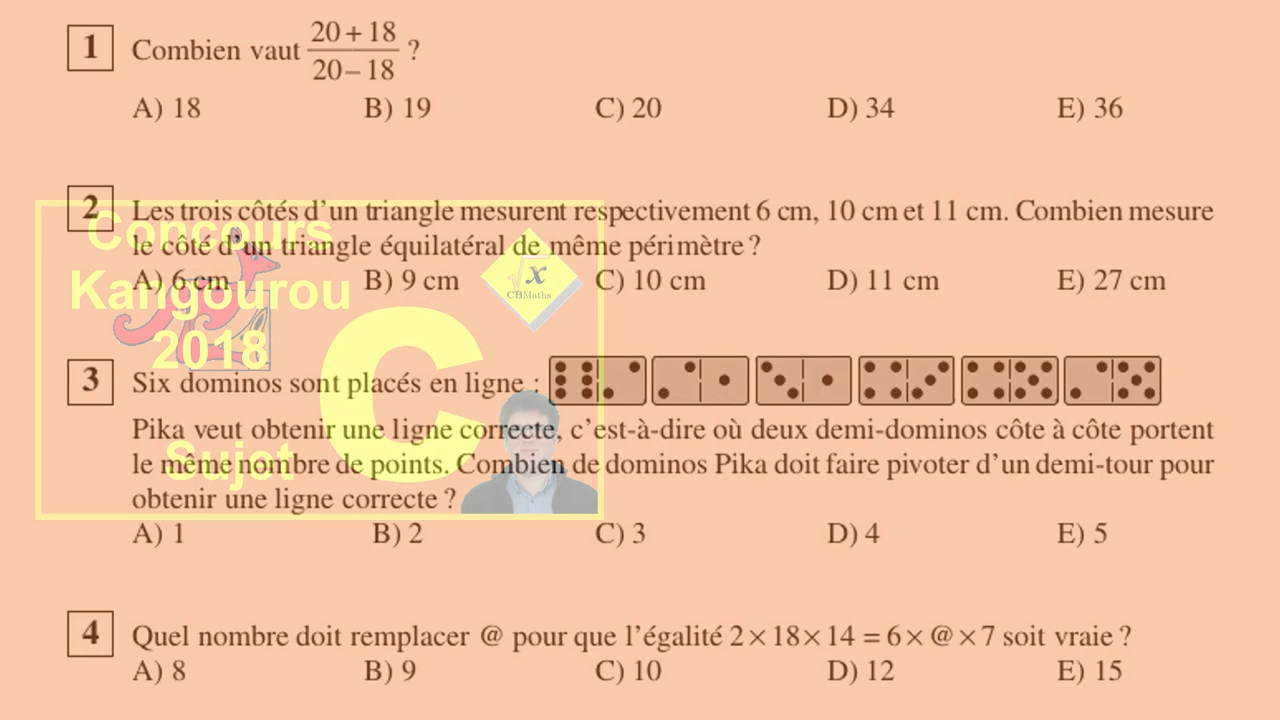 1 Combien vaut 20 + 18 / 20 – 18 ?
A) 18 B) 19 C) 20 D) 34 E) 36
2 Les trois côtés d'un triangle mesurent respectivement 6 cm, 10 cm et 11 cm. Combien mesure
le côté d'un triangle équilatéral de même périmètre ?
A) 6 cm B) 9 cm C) 10 cm D) 11 cm E) 27 cm
3 Six dominos sont placés en ligne :
Pika veut obtenir une ligne correcte, c'est-à-dire où deux demi-dominos côte à côte portent
le même nombre de points. Combien de dominos Pika doit faire pivoter d'un demi-tour pour
obtenir une ligne correcte ?
A) 1 B) 2 C) 3 D) 4 E) 5
4 Quel nombre doit remplacer @ pour que l'égalité 2 × 18 × 14 = 6 × @ × 7 soit vraie ?
A) 8 B) 9 C) 10 D) 12 E) 15
Concours
Kangourou
2018
Sujet
C
√x
CBMaths